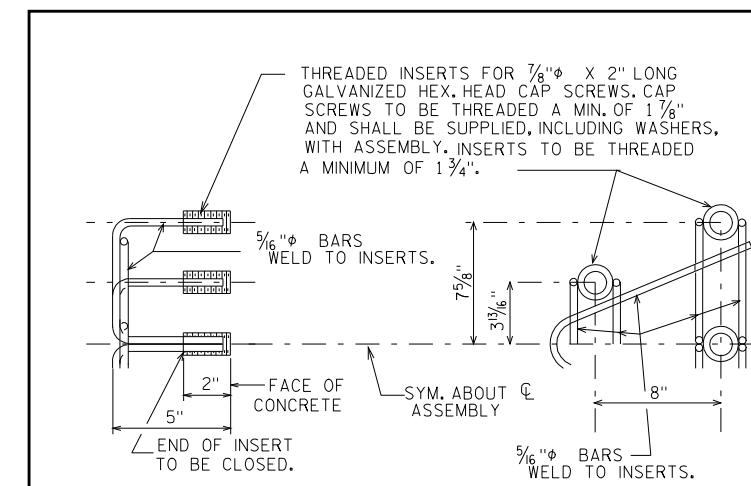 THREADED INSERTS FOR 7/8"ϕ X 2" LONG
GALVANIZED HEX. HEAD CAP SCREWS. CAP
SCREWS TO BE THREADED A MIN. OF 1 7/8"
AND SHALL BE SUPPLIED, INCLUDING WASHERS,
WITH ASSEMBLY. INSERTS TO BE THREADED
A MINIMUM OF 1 3/4".
5/16"ϕ BARS
WELD TO INSERTS.
7 5/8"
3 13/16"
2"
FACE OF
CONCRETE
5"
END OF INSERT
TO BE CLOSED.
SYM. ABOUT ℄
ASSEMBLY
8"
5/16"ϕ BARS
WELD TO INSERTS.